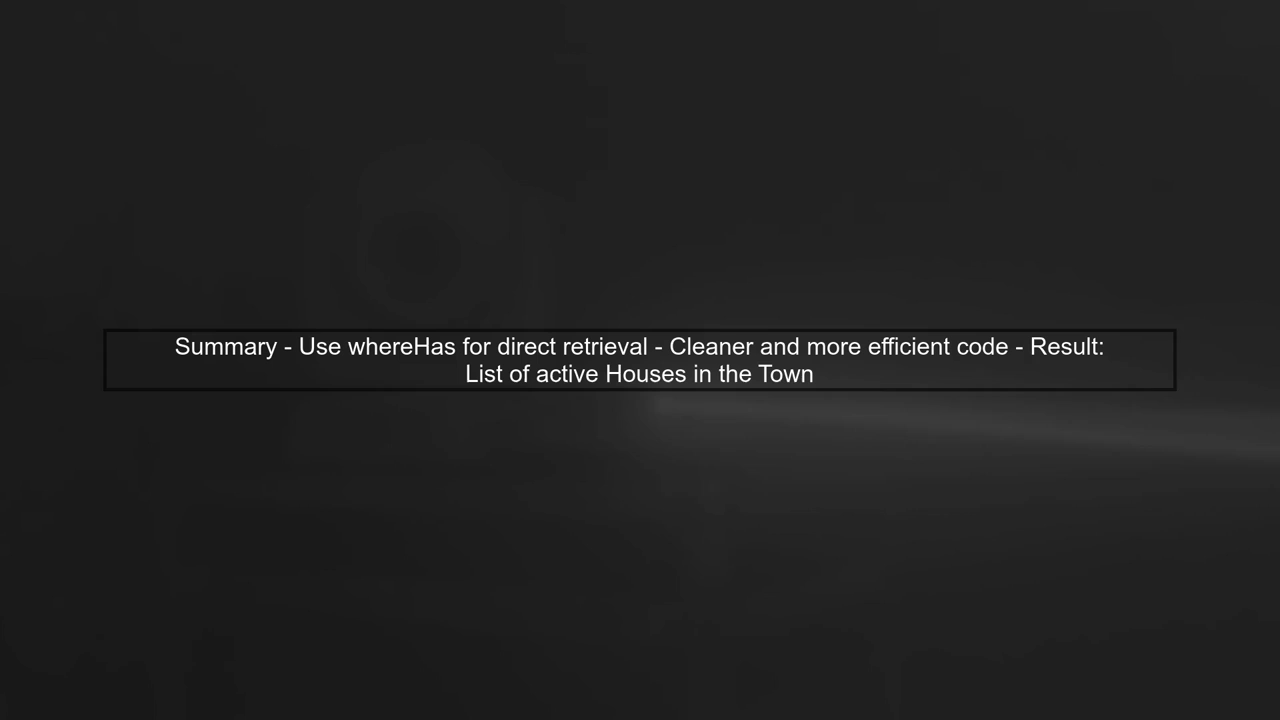 Summary - Use whereHas for direct retrieval - Cleaner and more efficient code - Result:
List of active Houses in the Town